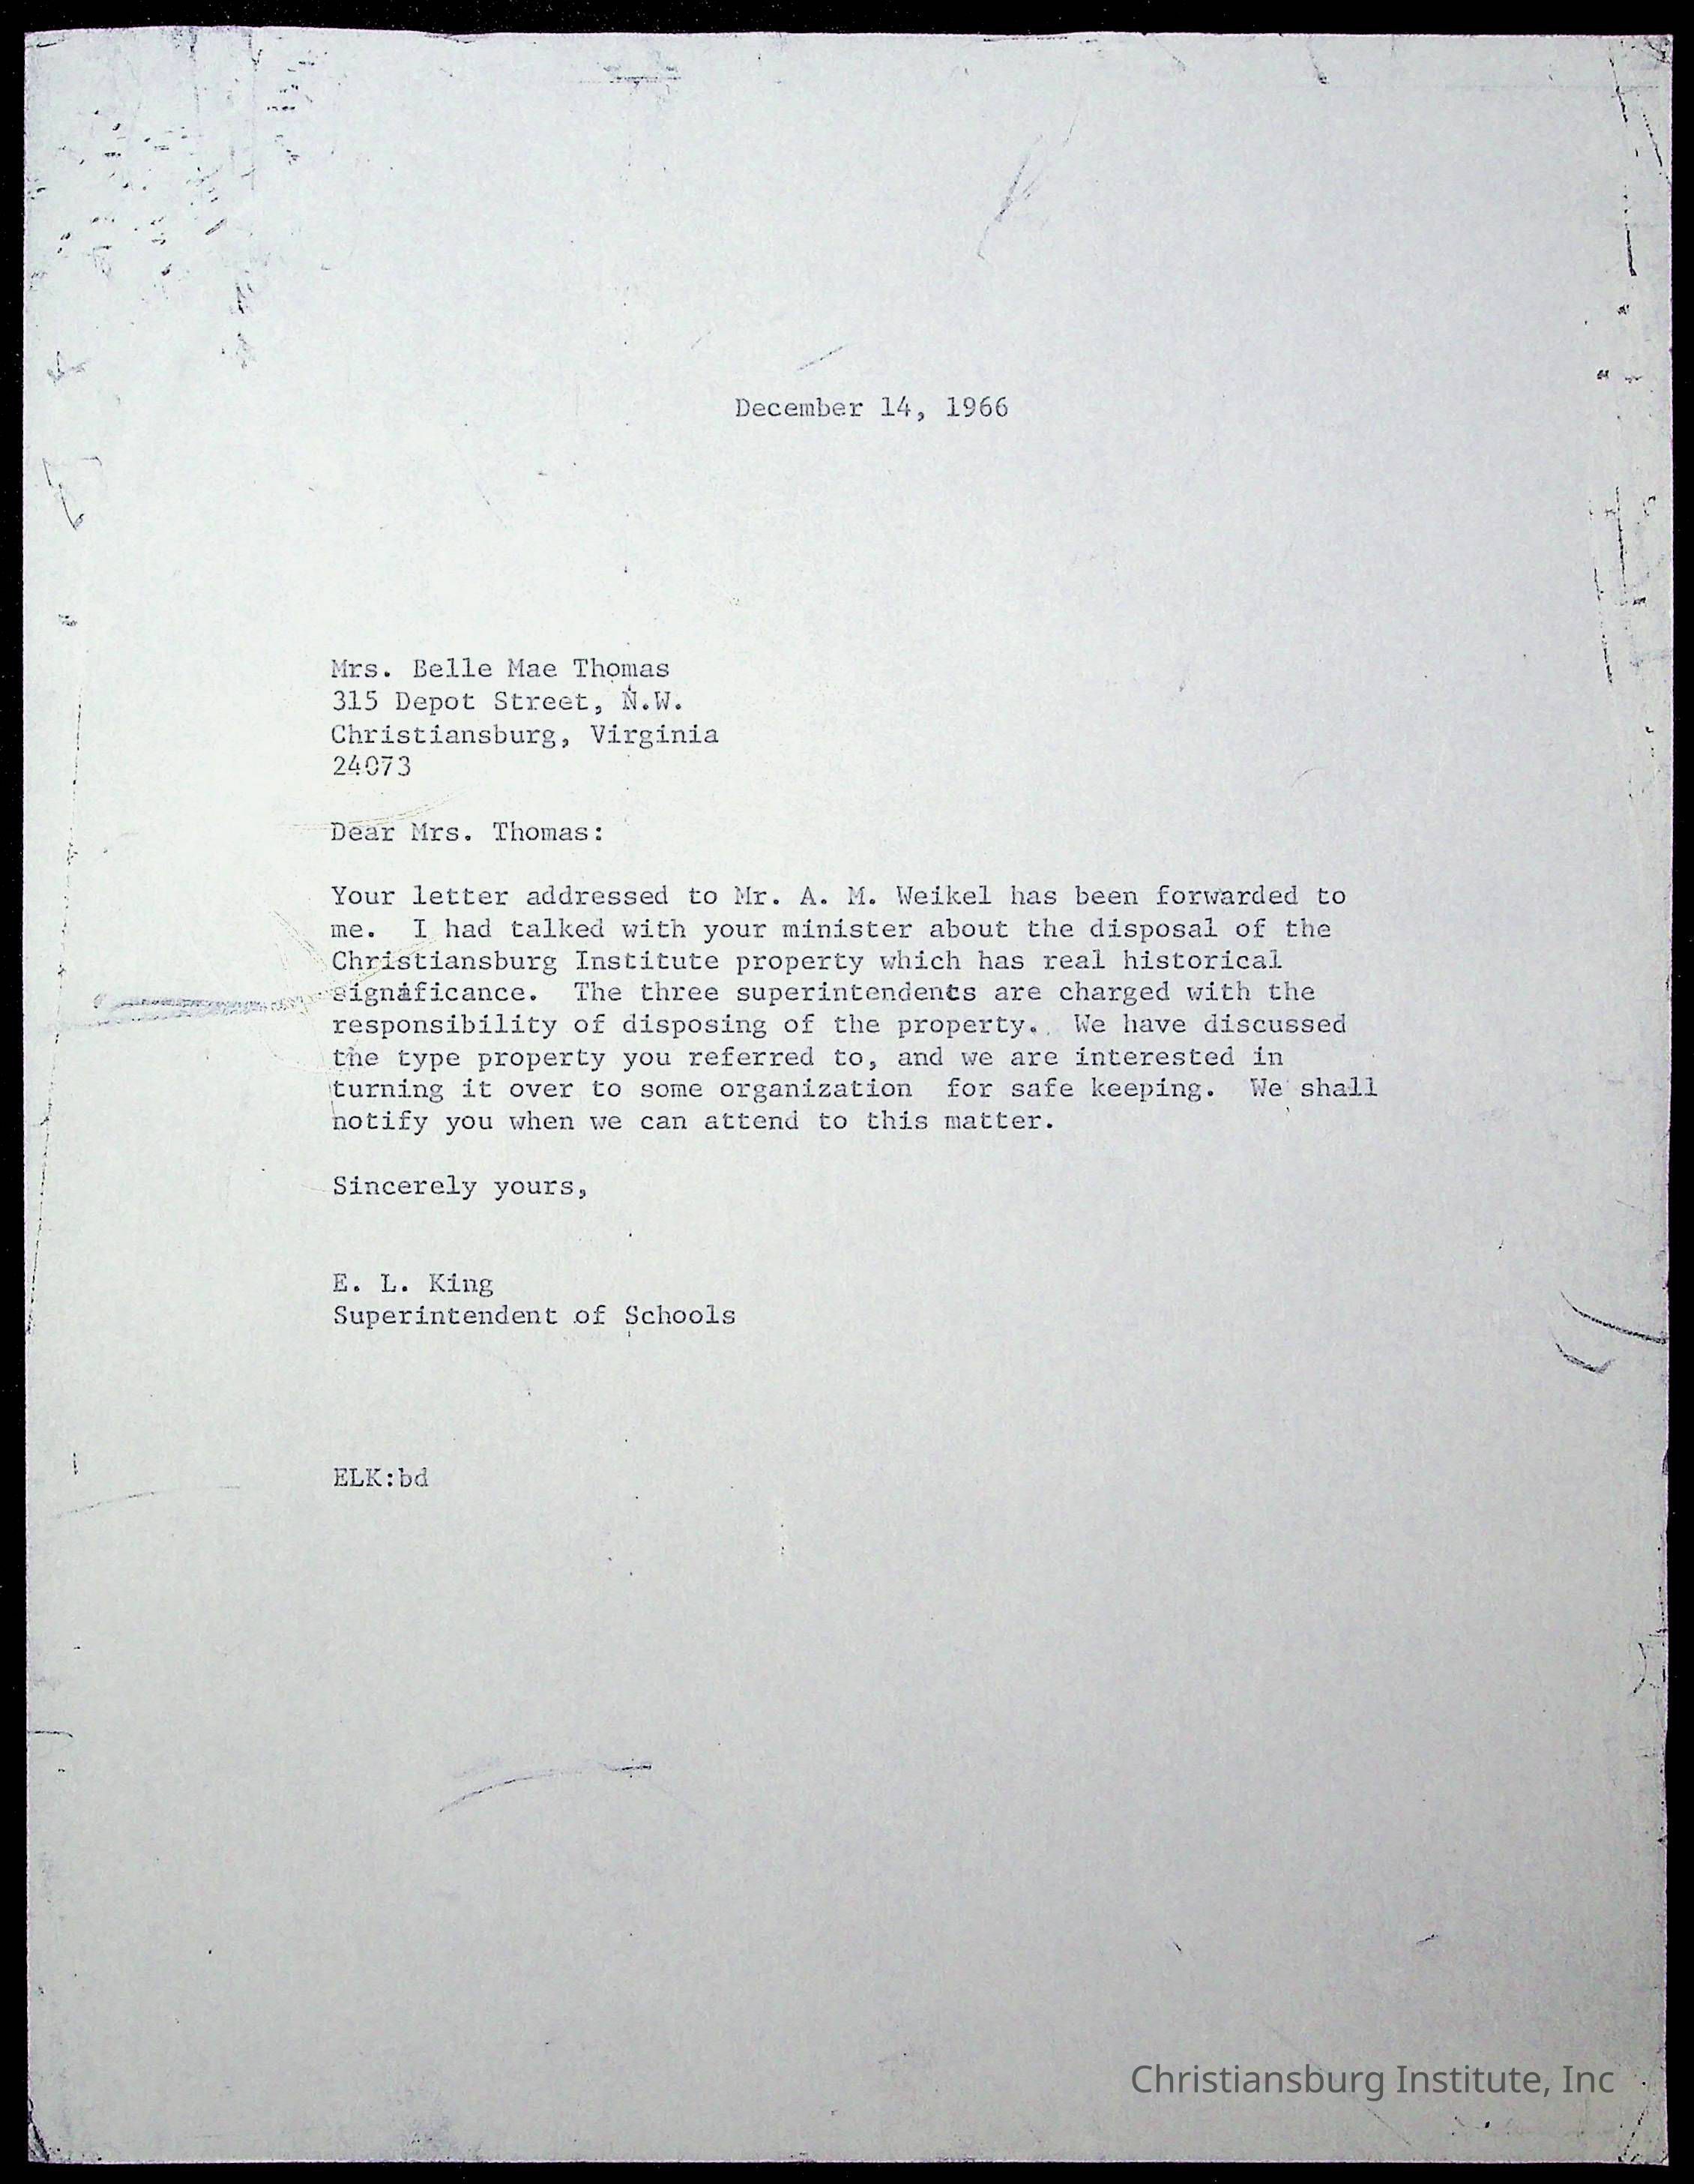 December 14, 1966
Mrs. Belle Mae Thomas
315 Depot Street, N.W.
Christiansburg, Virginia
24073
Dear Mrs. Thomas:
Your letter addressed to Mr. A. M. Weikel has been forwarded to
me.  I had talked with your minister about the disposal of the
Christiansburg Institute property which has real historical
significance.  The three superintendents are charged with the
responsibility of disposing of the property.  We have discussed
the type property you referred to, and we are interested in
turning it over to some organization  for safe keeping.  We shall
notify you when we can attend to this matter.
Sincerely yours,
E. L. King
Superintendent of Schools
ELK:bd
Christiansburg Institute, Inc